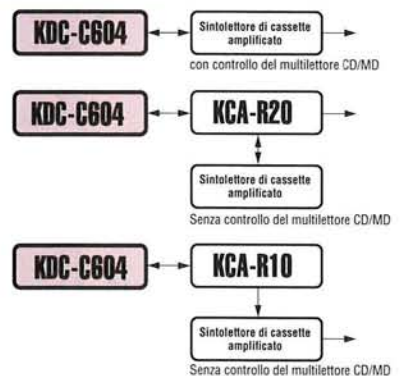 KDC-C604
Sintolettore di cassette
amplificato
con controllo del multilettore CD/MD
KDC-C604
KCA-R20
Sintolettore di cassette
amplificato
Senza controllo del multilettore CD/MD
KDC-C604
KCA-R10
Sintolettore di cassette
amplificato
Senza controllo del multilettore CD/MD